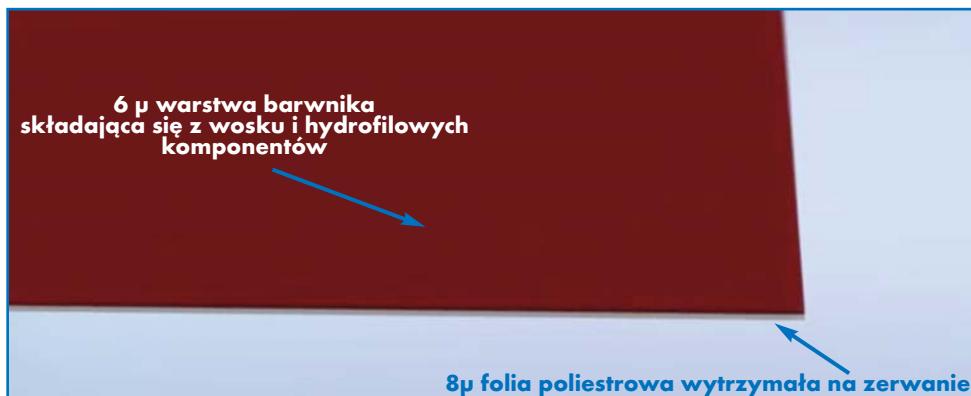 6 µ warstwa barwnika
składająca się z wosku i hydrofilowych
komponentów
8µ folia poliestrowa wytrzymała na zerwanie